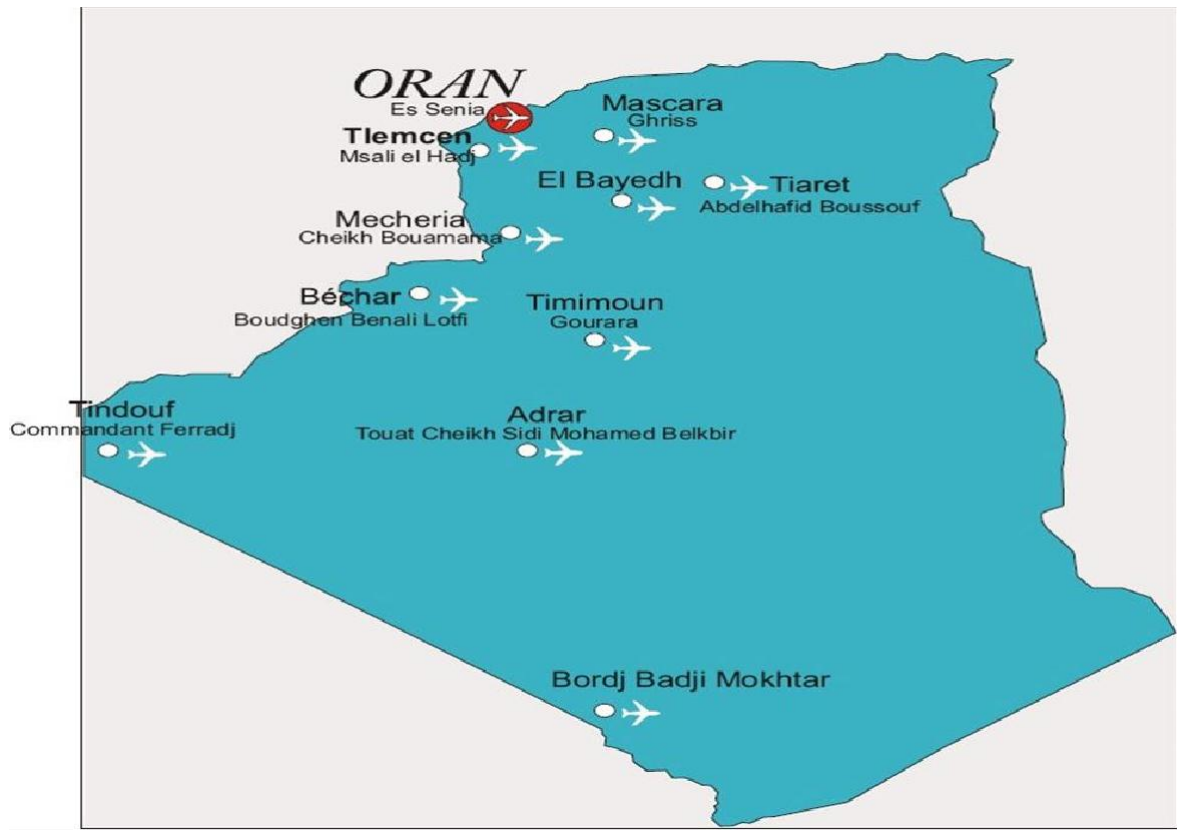 ORAN
Es Senia
Mascara
Ghriss
Tlemcen
Msali el Hadj
El Bayedh
Tiaret
Abdelhafid Boussouf
Mecheria
Cheikh Bouamama
Béchar
Boudghen Benali Lotfi
Timimoun
Gourara
Tindouf
Commandant Ferradj
Adrar
Touat Cheikh Sidi Mohamed Belkbir
Bordj Badji Mokhtar